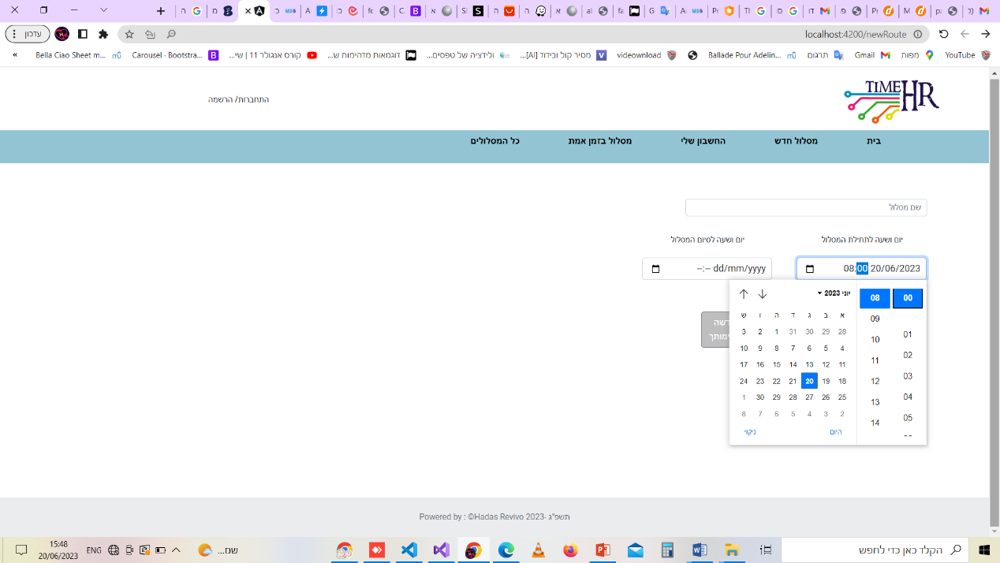 עדכון
localhost:4200/newRoute
YouTube
מפות
Gmail
תרגום
Ballade Pour Adelin...
videownload
מסיר קול ובידוד [AI]...
ולידציה של טפסים...
דוגמאות מדהימות ש...
קורס אנגולר 11 | שי...
Carousel · Bootstra...
Bella Ciao Sheet m...
«
TIME HR
התחברות/ הרשמה
בית
מסלול חדש
החשבון שלי
מסלול בזמן אמת
כל המסלולים
שם מסלול
יום ושעה לתחילת המסלול
יום ושעה לסיום המסלול
08:00 20/06/2023
--:-- dd/mm/yyyy
יוני 2023
א ב ג ד ה ו ש
28 29 30 31 1 2 3
4 5 6 7 8 9 10
11 12 13 14 15 16 17
18 19 20 21 22 23 24
25 26 27 28 29 30 1
2 3 4 5 6 7 8
היום
ניקוי
08 00
09 01
10 02
11 03
12 04
13 05
14
Powered by : ©Hadas Revivo 2023- תשפ"ג
הקלד כאן כדי לחפש
שמ...
ENG
15:48
20/06/2023